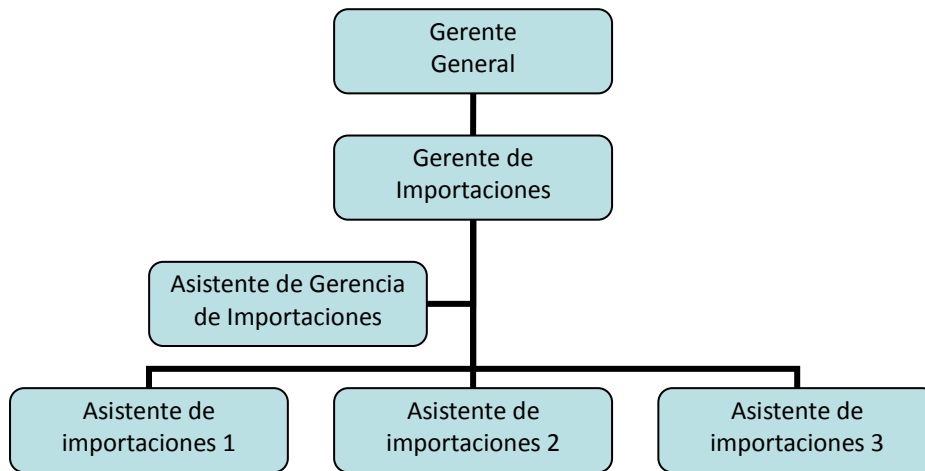 Gerente
General
Gerente de
Importaciones
Asistente de Gerencia
de Importaciones
Asistente de
importaciones 1
Asistente de
importaciones 2
Asistente de
importaciones 3